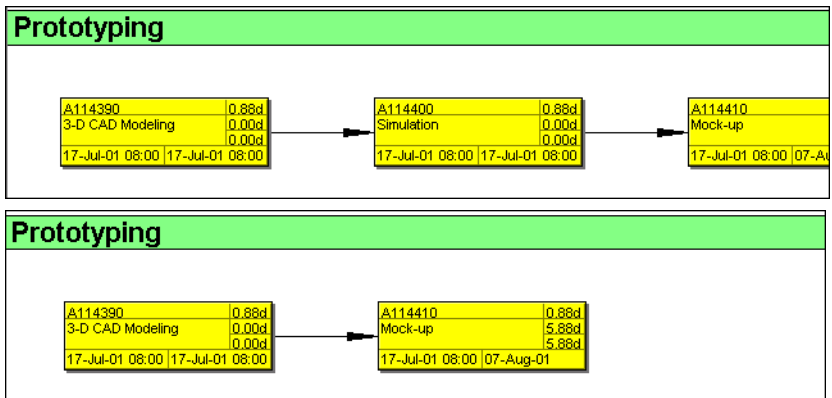 Prototyping
A114390 0.88d
3-D CAD Modeling 0.00d
0.00d
17-Jul-01 08:00 17-Jul-01 08:00
A114400 0.88d
Simulation 0.00d
0.00d
17-Jul-01 08:00 17-Jul-01 08:00
A114410
Mock-up
17-Jul-01 08:00 07-Au
Prototyping
A114390 0.88d
3-D CAD Modeling 0.00d
0.00d
17-Jul-01 08:00 17-Jul-01 08:00
A114410 0.88d
Mock-up 5.88d
5.88d
17-Jul-01 08:00 07-Aug-01